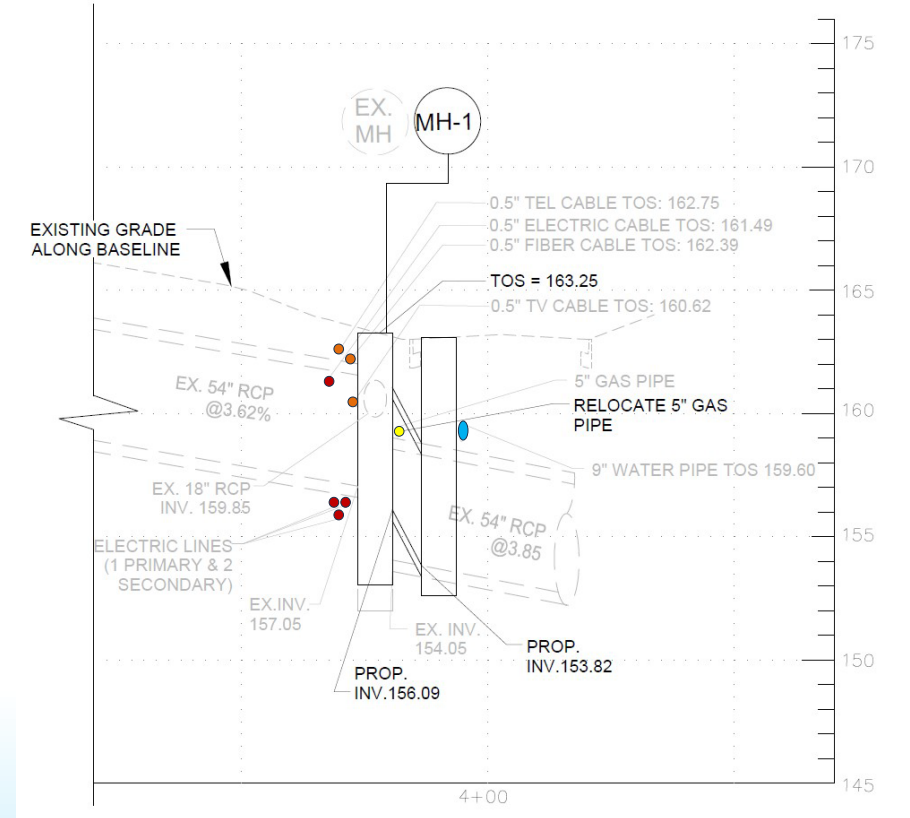 175
EX.
MH
MH-1
170
0.5" TEL CABLE TOS: 162.75
0.5" ELECTRIC CABLE TOS: 161.49
0.5" FIBER CABLE TOS: 162.39
EXISTING GRADE
ALONG BASELINE
TOS = 163.25
165
0.5" TV CABLE TOS: 160.62
EX. 54" RCP
@3.62%
5" GAS PIPE
RELOCATE 5" GAS
PIPE
160
9" WATER PIPE TOS 159.60
EX. 18" RCP
INV. 159.85
EX. 54" RCP
@3.85
155
ELECTRIC LINES
(1 PRIMARY & 2
SECONDARY)
EX.INV.
157.05
EX. INV.
154.05
PROP.
INV.153.82
150
PROP.
INV.156.09
145
4+00